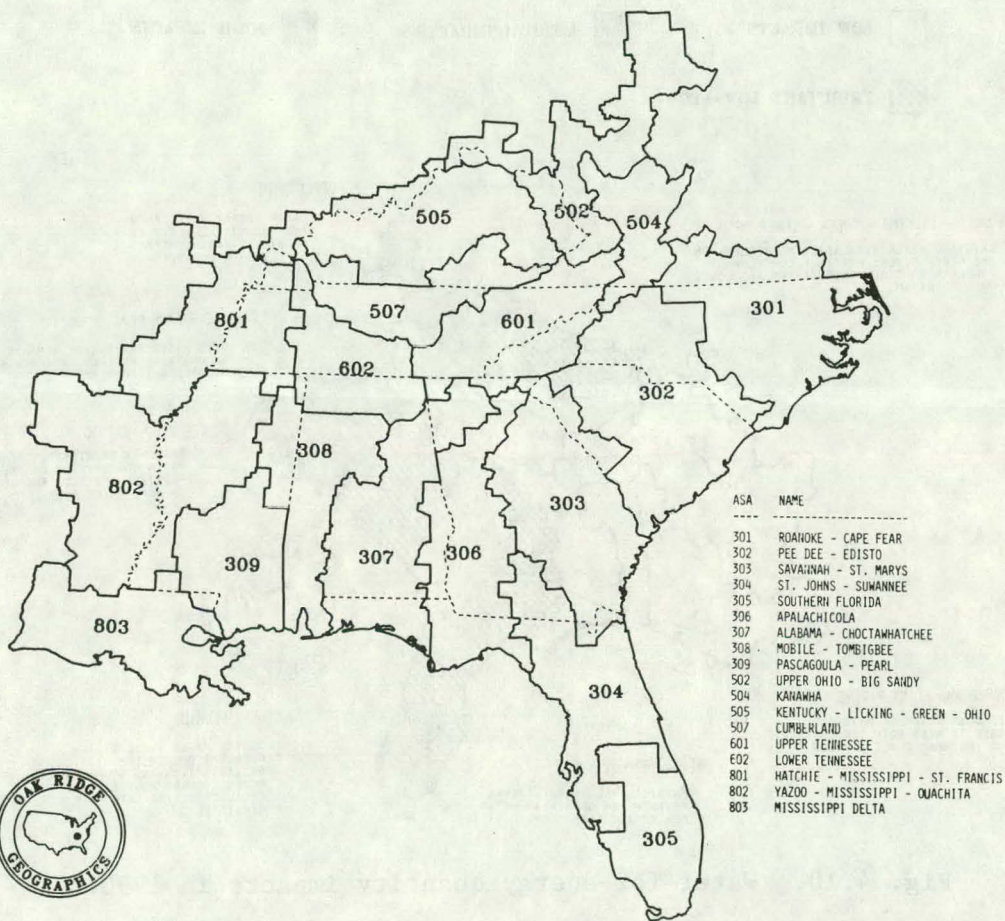 505
502
504
301
801
507
601
602
302
308
802
303
307
306
309
803
304
305
ASA NAME
301 ROANOKE - CAPE FEAR
302 PEE DEE - EDISTO
303 SAVANNAH - ST. MARYS
304 ST. JOHNS - SUWANNEE
305 SOUTHERN FLORIDA
306 APALACHICOLA
307 ALABAMA - CHOCTAWHATCHEE
308 MOBILE - TOMBIGBEE
309 PASCAGOULA - PEARL
502 UPPER OHIO - BIG SANDY
504 KANAWHA
505 KENTUCKY - LICKING - GREEN - OHIO
507 CUMBERLAND
601 UPPER TENNESSEE
602 LOWER TENNESSEE
801 HATCHIE - MISSISSIPPI - ST. FRANCIS
802 YAZOO - MISSISSIPPI - OUACHITA
803 MISSISSIPPI DELTA
OAK RIDGE
GEOGRAPHICS